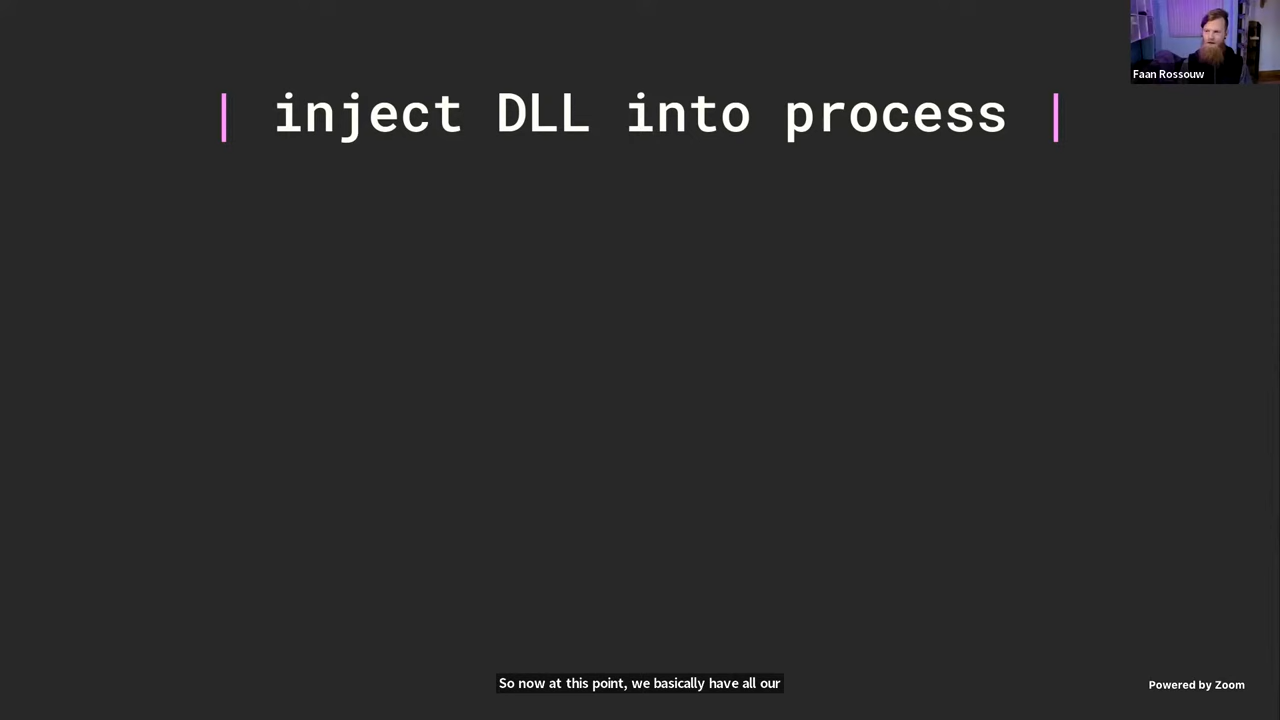 Faan Rossouw
| inject DLL into process |
So now at this point, we basically have all our
Powered by Zoom